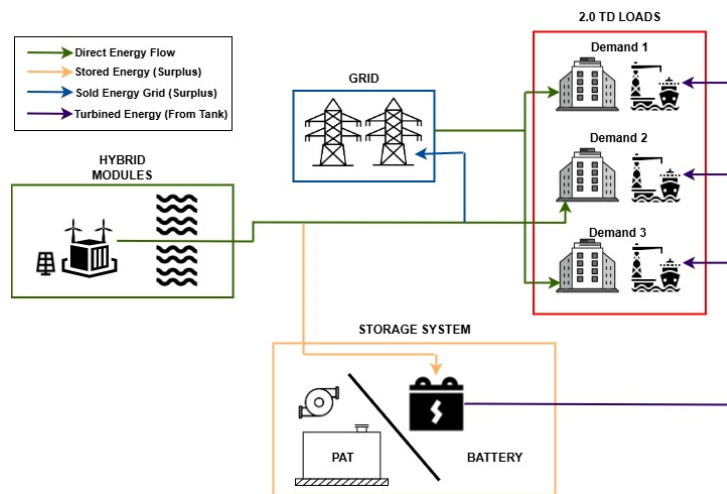 2.0 TD LOADS
Direct Energy Flow
Stored Energy (Surplus)
Sold Energy Grid (Surplus)
Turbined Energy (From Tank)
GRID
Demand 1
Demand 2
HYBRID
MODULES
Demand 3
STORAGE SYSTEM
PAT
BATTERY